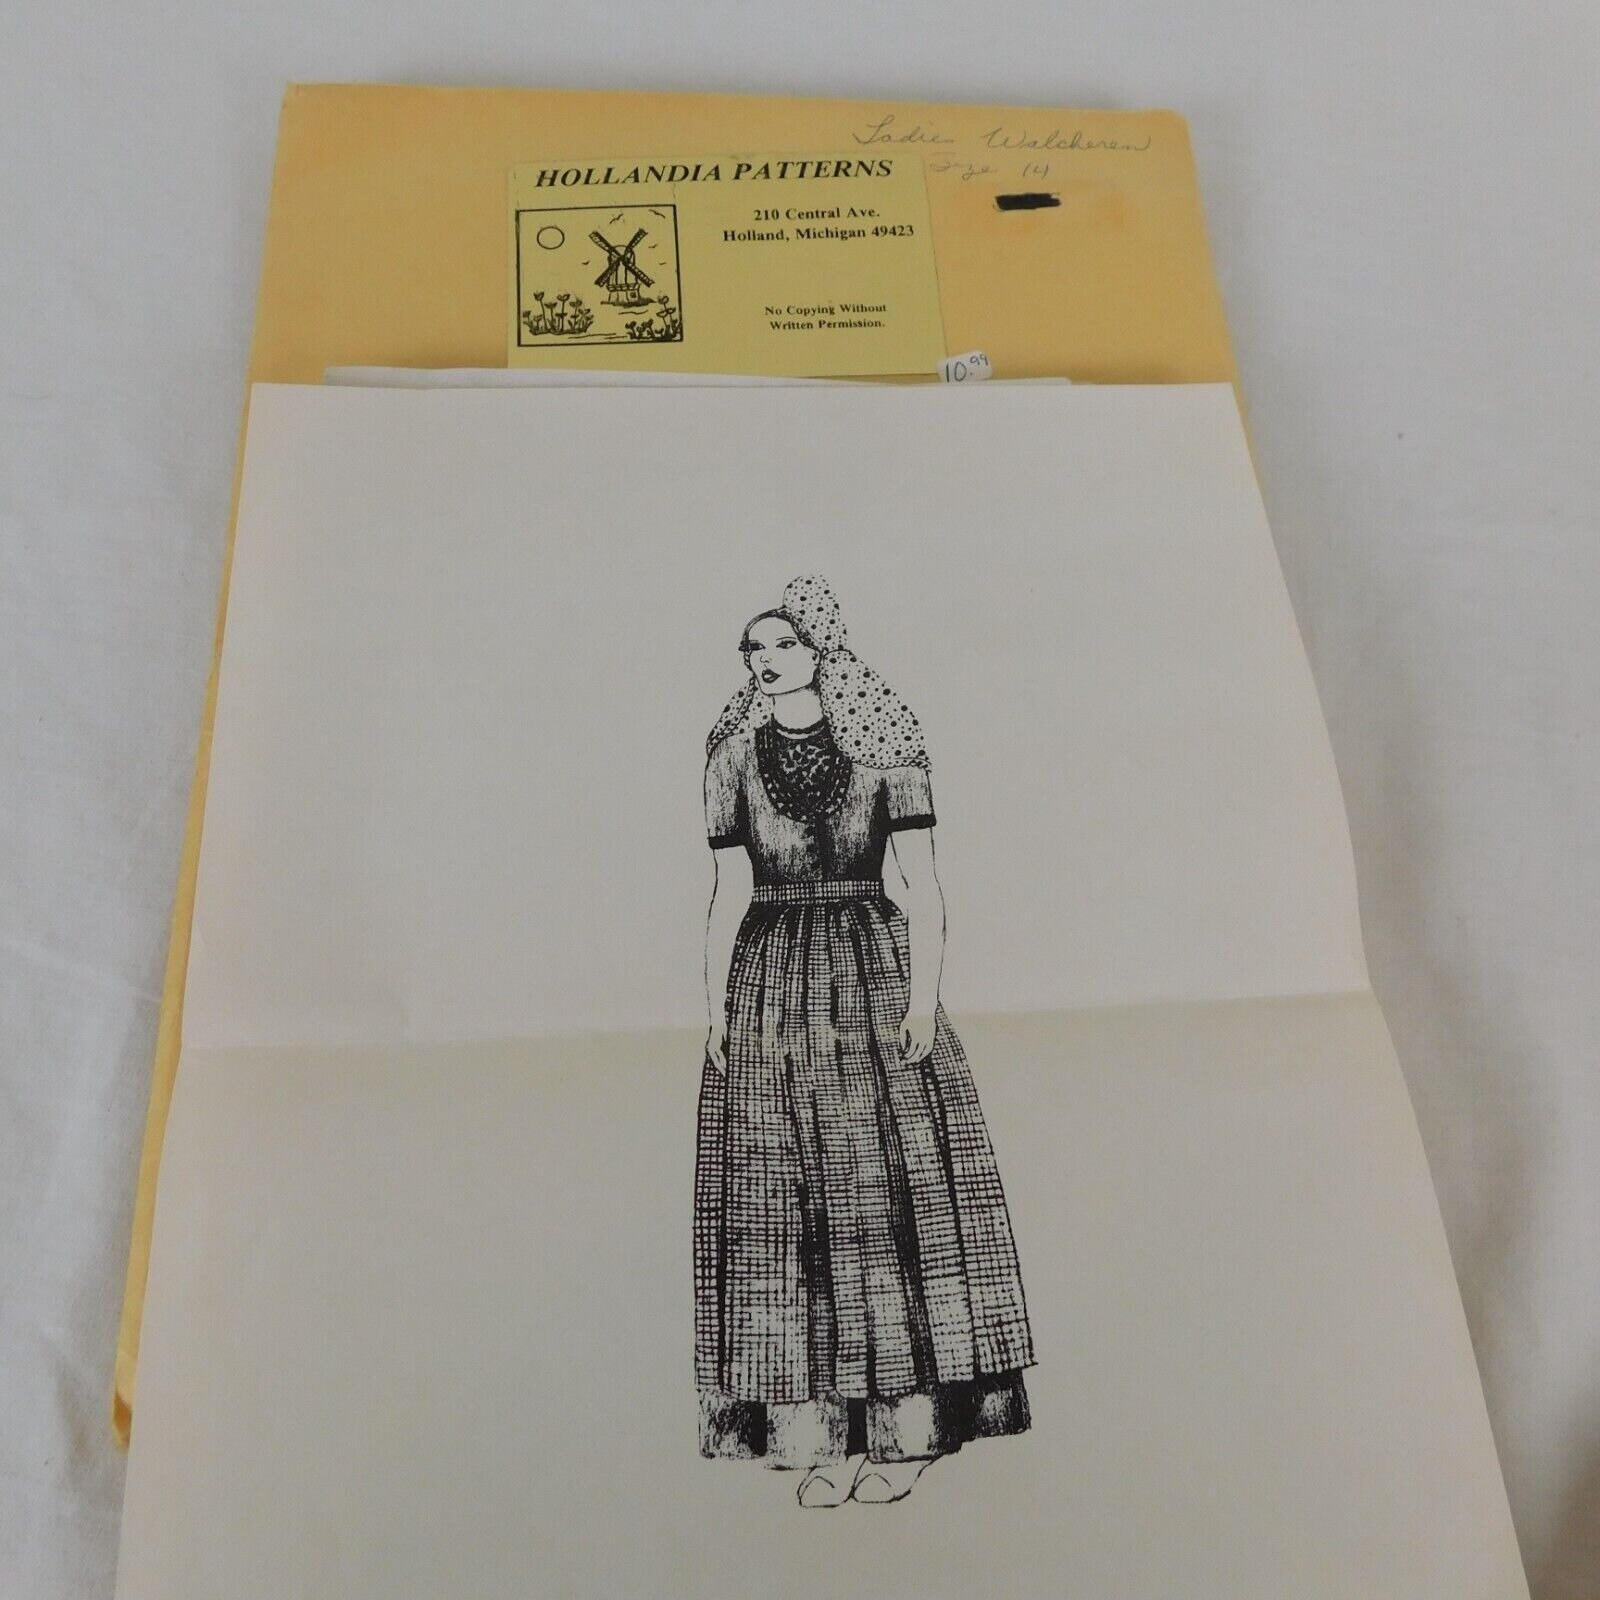 Ladies Walcheren
Size 14
HOLLANDIA PATTERNS
210 Central Ave.
Holland, Michigan 49423
No Copying Without
Written Permission.
10.99